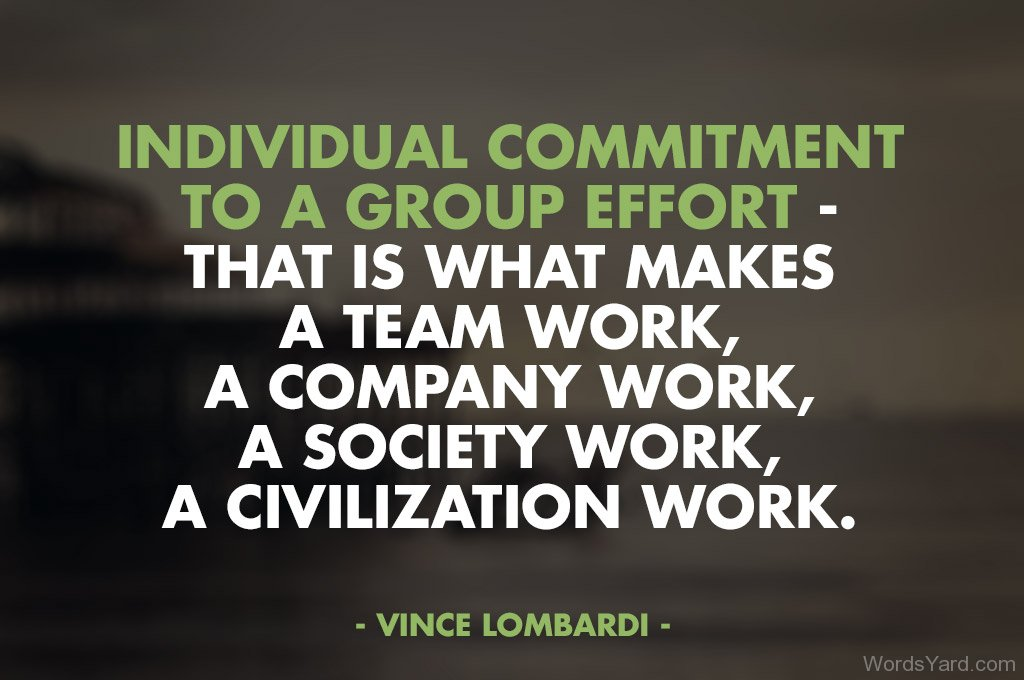 INDIVIDUAL COMMITMENT
TO A GROUP EFFORT -
THAT IS WHAT MAKES
A TEAM WORK,
A COMPANY WORK,
A SOCIETY WORK,
A CIVILIZATION WORK.
- VINCE LOMBARDI -
WordsYard.com